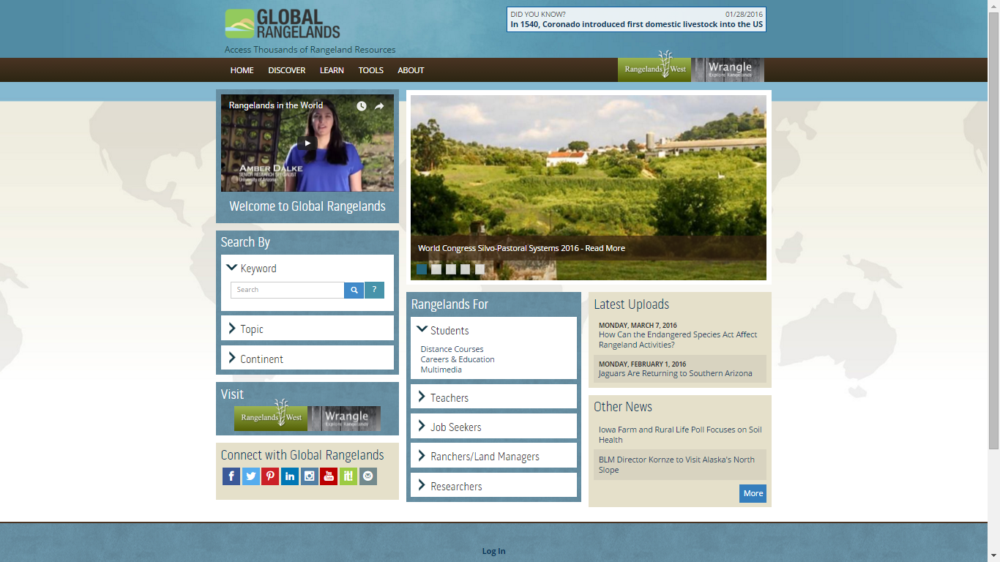 GLOBAL
RANGELANDS
Access Thousands of Rangeland Resources
DID YOU KNOW? 01/28/2016
In 1540, Coronado introduced first domestic livestock into the US
HOME DISCOVER LEARN TOOLS ABOUT
Rangelands West
Wrangle
Explore Rangelands
Rangelands in the World
AMBER DALKE
SENIOR RESEARCH SPECIALIST
University of Arizona
Welcome to Global Rangelands
World Congress Silvo-Pastoral Systems 2016 - Read More
Search By
Keyword
Search
?
Topic
Continent
Visit
Rangelands West
Wrangle
Explore Rangelands
Connect with Global Rangelands
f
in
You
Tube
it!
Rangelands For
Students
Distance Courses
Careers & Education
Multimedia
Teachers
Job Seekers
Ranchers/Land Managers
Researchers
Latest Uploads
MONDAY, MARCH 7, 2016
How Can the Endangered Species Act Affect
Rangeland Activities?
MONDAY, FEBRUARY 1, 2016
Jaguars Are Returning to Southern Arizona
Other News
Iowa Farm and Rural Life Poll Focuses on Soil
Health
BLM Director Kornze to Visit Alaska's North
Slope
More
Log In